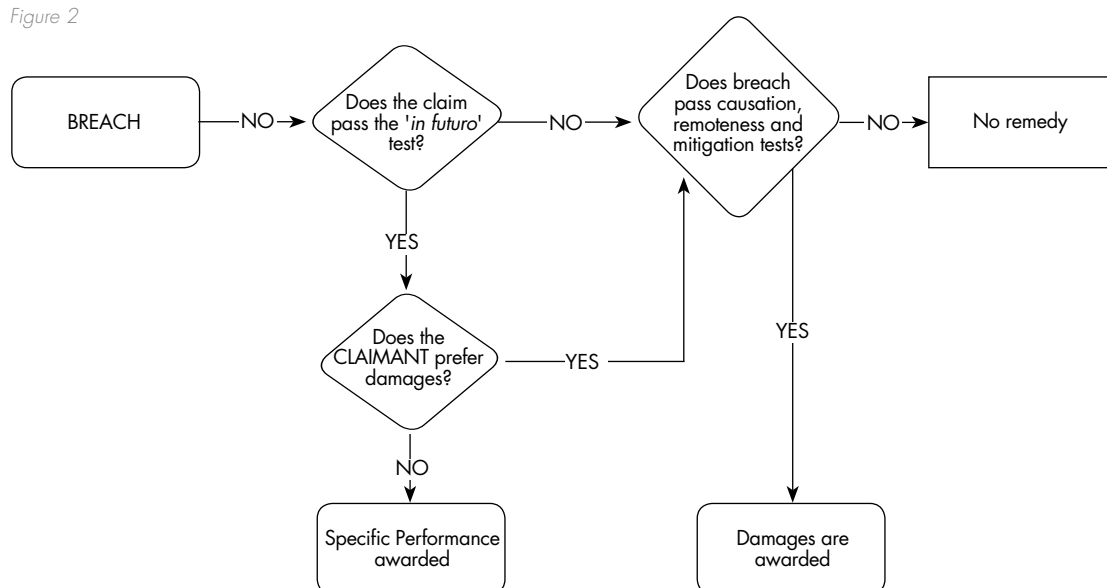 Figure 2
BREACH
NO
Does the claim
pass the 'in futuro'
test?
NO
Does breach
pass causation,
remoteness and
mitigation tests?
NO
No remedy
YES
Does the
CLAIMANT prefer
damages?
YES
YES
NO
Specific Performance
awarded
Damages are
awarded